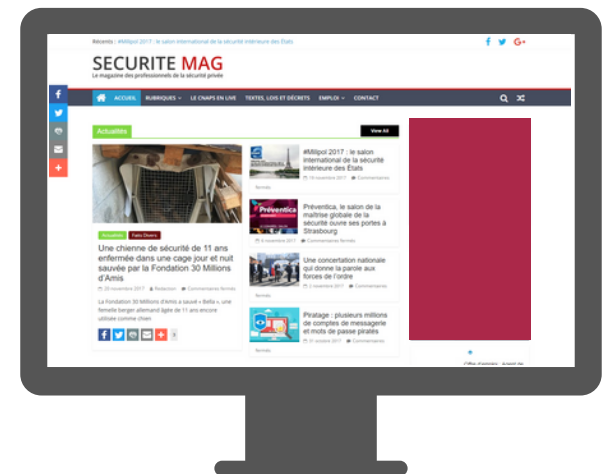 Récents : #Milipol 2017 : le salon international de la sécurité intérieure des États
SECURITE MAG
Le magazine des professionnels de la sécurité privée
ACCUEIL RUBRIQUES LE CNAPS EN LIVE TEXTES, LOIS ET DÉCRETS EMPLOI CONTACT
Actualités
View All
Actualités Faits Divers
Une chienne de sécurité de 11 ans
enfermée dans une cage jour et nuit
sauvée par la Fondation 30 Millions
d'Amis
20 novembre 2017 Redaction Commentaires fermés
La Fondation 30 Millions d'Amis a sauvé « Bella », une
femelle berger allemand âgée de 11 ans encore
utilisée comme chien
#Milipol 2017 : le salon
international de la sécurité
intérieure des États
19 novembre 2017 Commentaires
fermés
Préventica
Préventica, le salon de la
maîtrise globale de la
sécurité ouvre ses portes à
Strasbourg
6 novembre 2017 Commentaires fermés
Une concertation nationale
qui donne la parole aux
forces de l'ordre
2 novembre 2017 Commentaires
fermés
Piratage : plusieurs millions
de comptes de messagerie
et mots de passe piratés
31 octobre 2017 Commentaires
fermés